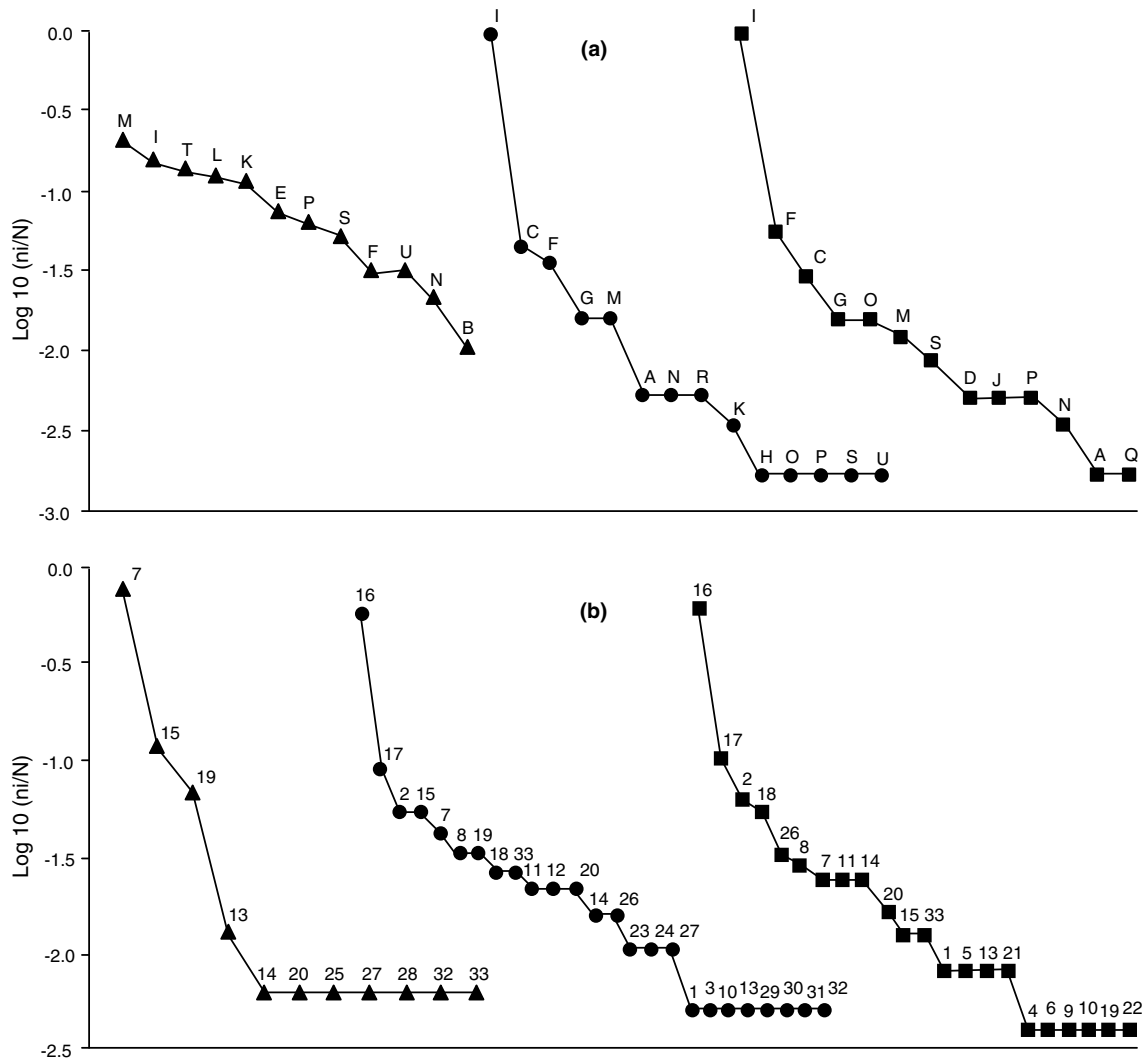 I I
0.0
(a)
-0.5
M
I
T
L
K
-1.0
E
P
S
C
F
F
-1.5
F U
C
N
G M
G O
M
B
S
-2.0
A N R
D J P
K
N
-2.5
H O P S U
A Q
-3.0
Log 10 (ni/N)
0.0
7
16
16
(b)
-0.5
15
17
17
-1.0
19
2 15
2
18
7
8 19
26
8
-1.5
18 33
11 12 20
7 11 14
14 26
20
13
15 33
23 24 27
-2.0
1 5 13 21
14 20 25 27 28 32 33
1 3 10 13 29 30 31 32
4 6 9 10 19 22
-2.5
Log 10 (ni/N)